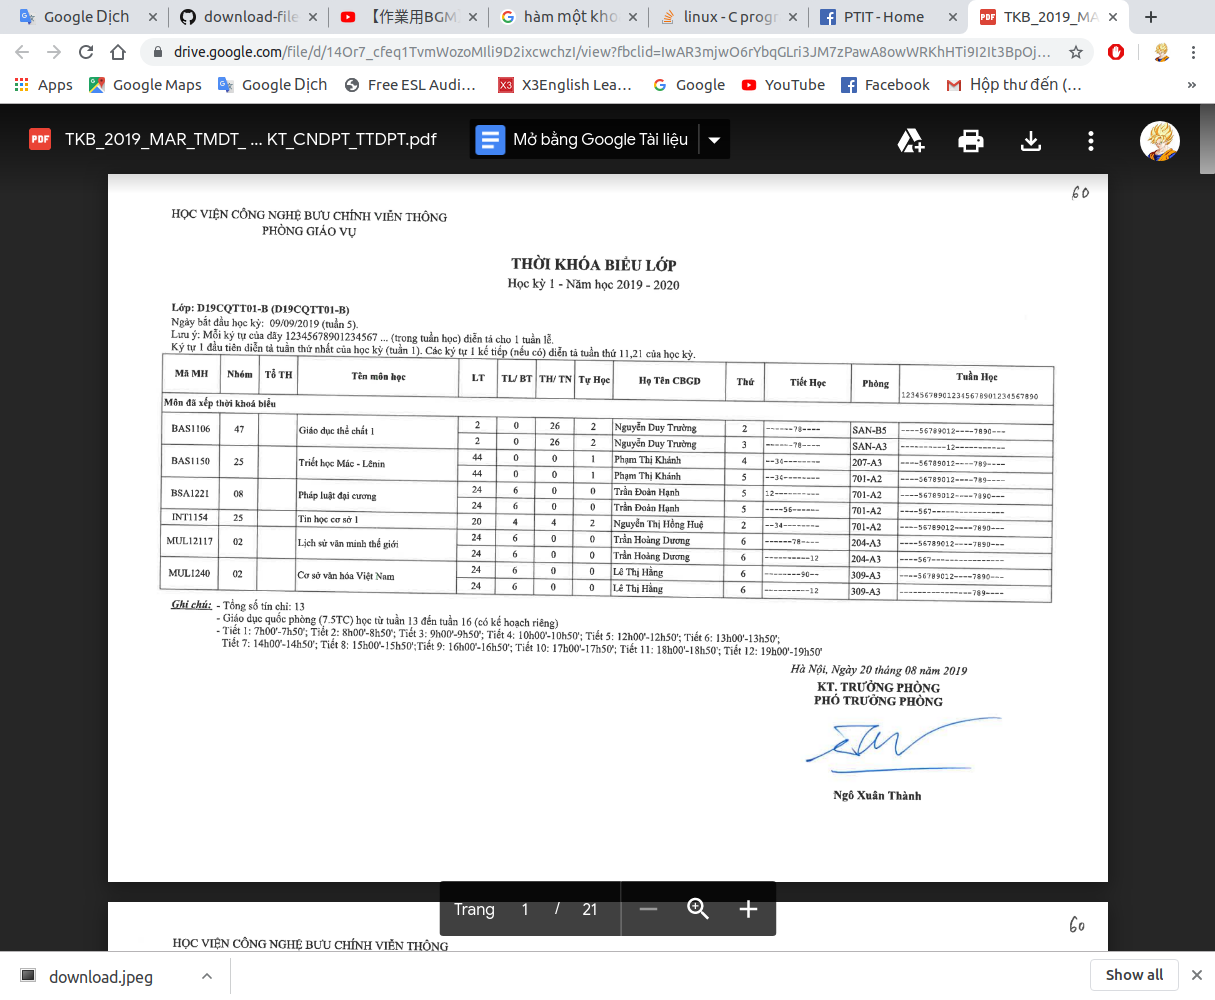 Google Dịch
download-file
【作業用BGM
hàm một kho
linux - C progr
PTIT - Home
TKB_2019_MA
drive.google.com/file/d/14Or7_cfeq1TvmWozoMIli9D2ixcwchzI/view?fbclid=IwAR3mjwO6rYbqGLri3JM7zPawA8owWRKhHTi9I2It3BpOj...
Apps
Google Maps
Google Dịch
Free ESL Audi...
X3English Lea...
Google
YouTube
Facebook
Hộp thư đến (...
TKB_2019_MAR_TMDT_ ... KT_CNDPT_TTDPT.pdf
Mở bằng Google Tài liệu
60
HỌC VIỆN CÔNG NGHỆ BƯU CHÍNH VIỄN THÔNG
PHÒNG GIÁO VỤ
THỜI KHÓA BIỂU LỚP
Học kỳ 1 - Năm học 2019 - 2020
Lớp: D19CQTT01-B (D19CQTT01-B)
Ngày bắt đầu học kỳ: 09/09/2019 (tuần 5).
Lưu ý: Mỗi ký tự của dãy 12345678901234567 ... (trong tuần học) diễn tả cho 1 tuần lễ.
Ký tự 1 đầu tiên diễn tả tuần thứ nhất của học kỳ (tuần 1). Các ký tự 1 kế tiếp (nếu có) diễn tả tuần thứ 11,21 của học kỳ.
Mã MH Nhóm Tổ TH Tên môn học LT TL/ BT TH/ TN Tự Học Họ Tên CBGD Thứ Tiết Học Phòng Tuần Học
123456789012345678901234567890
Môn đã xếp thời khoá biểu
BAS1106 47 Giáo dục thể chất 1 2 0 26 2 Nguyễn Duy Trường 2 ------78---- SAN-B5 ----56789012----7890---
2 0 26 2 Nguyễn Duy Trường 3 ------78---- SAN-A3 ----------12-----------
BAS1150 25 Triết học Mác - Lênin 44 0 0 1 Phạm Thị Khánh 4 --34-------- 207-A3 ----56789012----789----
44 0 0 1 Phạm Thị Khánh 5 --34-------- 701-A2 ----56789012----789----
BSA1221 08 Pháp luật đại cương 24 6 0 0 Trần Đoàn Hạnh 5 12---------- 701-A2 ----56789012----7890---
24 6 0 0 Trần Đoàn Hạnh 5 ----56------ 701-A2 ----567----------------
INT1154 25 Tin học cơ sở 1 20 4 4 2 Nguyễn Thị Hồng Huệ 2 --34-------- 701-A2 ----56789012----7890---
MUL12117 02 Lịch sử văn minh thế giới 24 6 0 0 Trần Hoàng Dương 6 ------78---- 204-A3 ----56789012----7890---
24 6 0 0 Trần Hoàng Dương 6 ----------12 204-A3 ----567----------------
MUL1240 02 Cơ sở văn hóa Việt Nam 24 6 0 0 Lê Thị Hằng 6 --------90-- 309-A3 ----56789012----7890---
24 6 0 0 Lê Thị Hằng 6 ----------12 309-A3 ----------------789----
Ghi chú: - Tổng số tín chỉ: 13
- Giáo dục quốc phòng (7.5TC) học từ tuần 13 đến tuần 16 (có kế hoạch riêng)
- Tiết 1: 7h00'-7h50'; Tiết 2: 8h00'-8h50'; Tiết 3: 9h00'-9h50'; Tiết 4: 10h00'-10h50'; Tiết 5: 12h00'-12h50'; Tiết 6: 13h00'-13h50';
Tiết 7: 14h00'-14h50'; Tiết 8: 15h00'-15h50';Tiết 9: 16h00'-16h50'; Tiết 10: 17h00'-17h50'; Tiết 11: 18h00'-18h50'; Tiết 12: 19h00'-19h50'
Hà Nội, Ngày 20 tháng 08 năm 2019
KT. TRƯỞNG PHÒNG
PHÓ TRƯỞNG PHÒNG
Ngô Xuân Thành
Trang 1 / 21
60
HỌC VIỆN CÔNG NGHỆ BƯU CHÍNH VIỄN THÔNG
download.jpeg
Show all